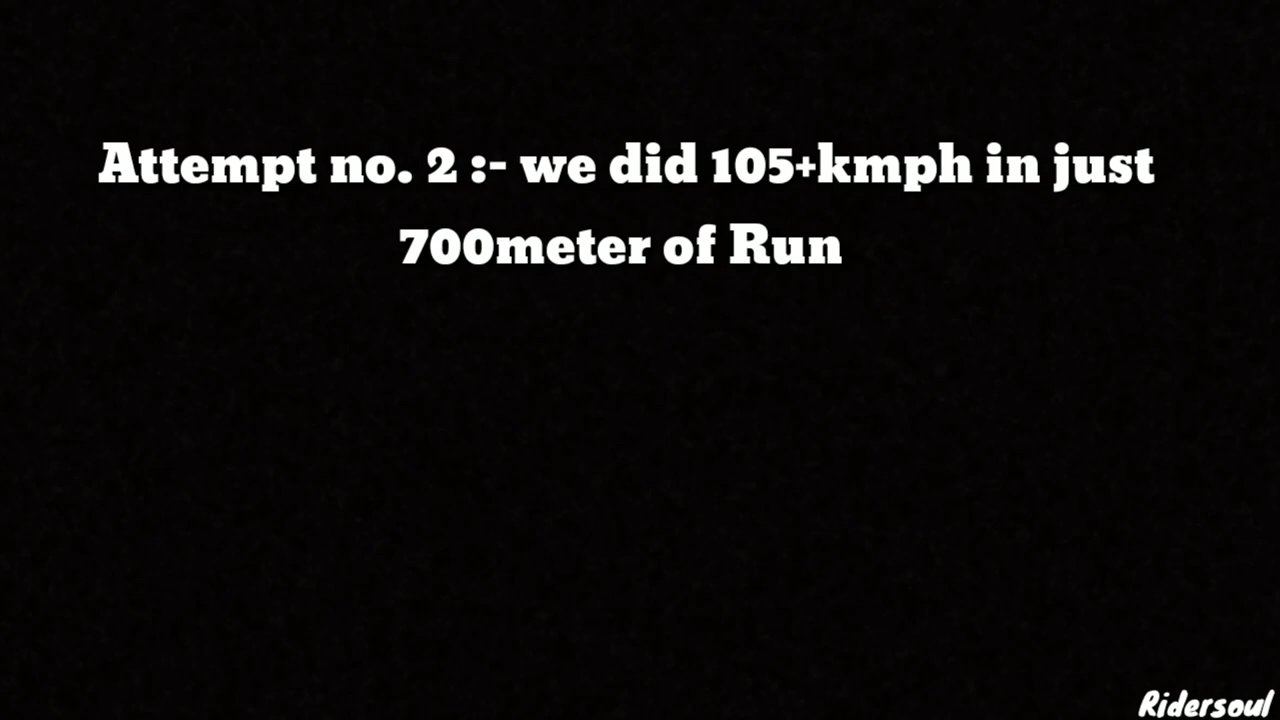 Attempt no. 2 :- we did 105+kmph in just
700meter of Run
Ridersoul